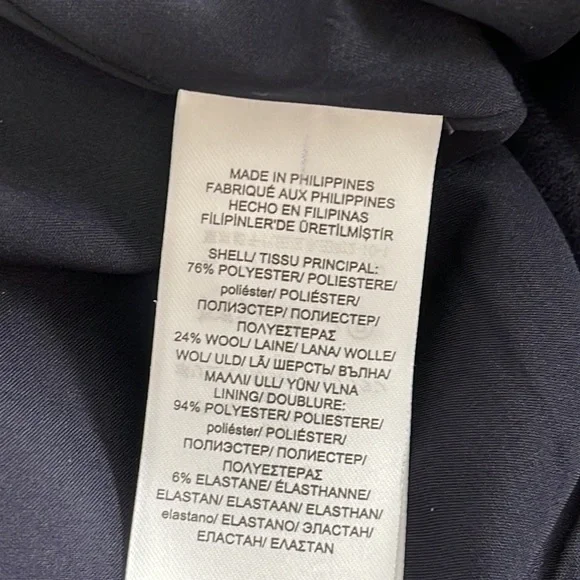 MADE IN PHILIPPINES
FABRIQUÉ AUX PHILIPPINES
HECHO EN FILIPINAS
FİLİPİNLER'DE ÜRETİLMİŞTİR
SHELL/ TISSU PRINCIPAL:
76% POLYESTER/ POLIESTERE/
poliéster/ POLIÉSTER/
ПОЛИЭСТЕР/ ПОЛИЕСТЕР/
ΠΟΛΥΕΣΤΕΡΑΣ
24% WOOL/ LAINE/ LANA/ WOLLE/
WOL/ ULD/ LÃ/ ШЕРСТЬ/ ВЪЛНА/
ΜΑΛΛΙ/ ULL/ YÜN/ VLNA
LINING/ DOUBLURE:
94% POLYESTER/ POLIESTERE/
poliéster/ POLIÉSTER/
ПОЛИЭСТЕР/ ПОЛИЕСТЕР/
ΠΟΛΥΕΣΤΕΡΑΣ
6% ELASTANE/ ÉLASTHANNE/
ELASTAN/ ELASTAAN/ ELASTHAN/
elastano/ ELASTANO/ ЭЛАСТАН/
ЕЛАСТАН/ ΕΛΑΣΤΑΝ